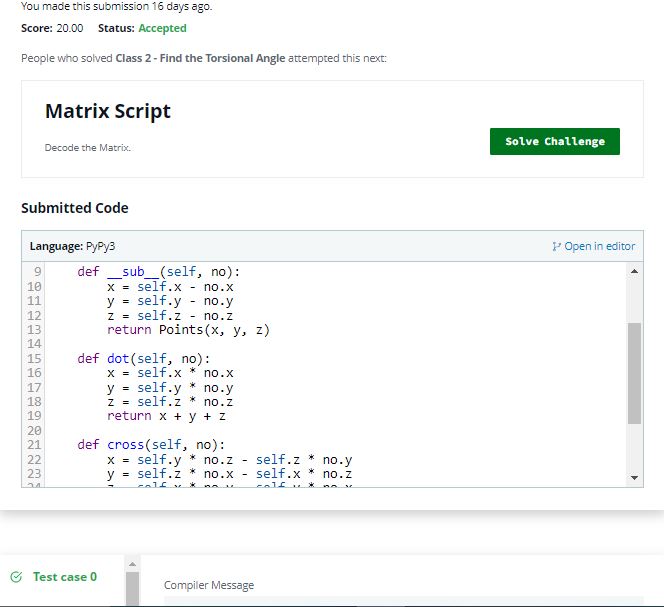 You made this submission 16 days ago.
Score: 20.00 Status: Accepted
People who solved Class 2 - Find the Torsional Angle attempted this next:
Matrix Script
Decode the Matrix.
Solve Challenge
Submitted Code
Language: PyPy3
Open in editor
9 def __sub__(self, no):
10 x = self.x - no.x
11 y = self.y - no.y
12 z = self.z - no.z
13 return Points(x, y, z)
14
15 def dot(self, no):
16 x = self.x * no.x
17 y = self.y * no.y
18 z = self.z * no.z
19 return x + y + z
20
21 def cross(self, no):
22 x = self.y * no.z - self.z * no.y
23 y = self.z * no.x - self.x * no.z
Test case 0
Compiler Message